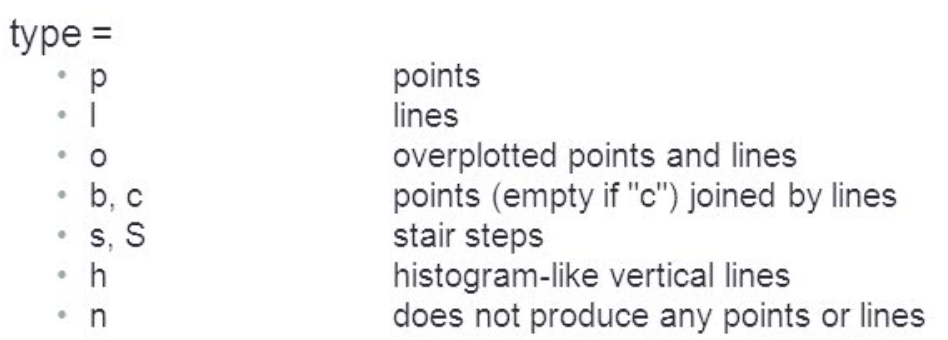 type =
• p points
• l lines
• o overplotted points and lines
• b, c points (empty if "c") joined by lines
• s, S stair steps
• h histogram-like vertical lines
• n does not produce any points or lines